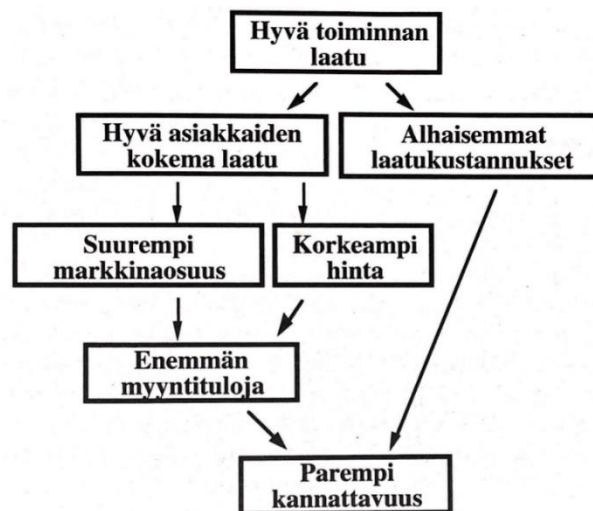 Hyvä toiminnan
laatu
Hyvä asiakkaiden
kokema laatu
Alhaisemmat
laatukustannukset
Suurempi
markkinaosuus
Korkeampi
hinta
Enemmän
myyntituloja
Parempi
kannattavuus